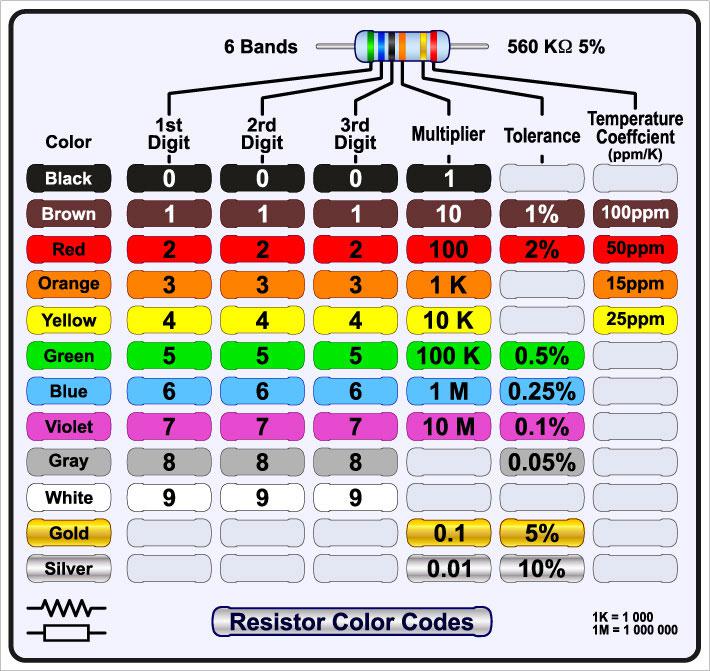 6 Bands
560 KΩ 5%
Color
1st
Digit
2rd
Digit
3rd
Digit
Multiplier
Tolerance
Temperature
Coeffcient
(ppm/K)
Black 0 0 0 1
Brown 1 1 1 10 1% 100ppm
Red 2 2 2 100 2% 50ppm
Orange 3 3 3 1 K 15ppm
Yellow 4 4 4 10 K 25ppm
Green 5 5 5 100 K 0.5%
Blue 6 6 6 1 M 0.25%
Violet 7 7 7 10 M 0.1%
Gray 8 8 8 0.05%
White 9 9 9
Gold 0.1 5%
Silver 0.01 10%
Resistor Color Codes
1K = 1 000
1M = 1 000 000